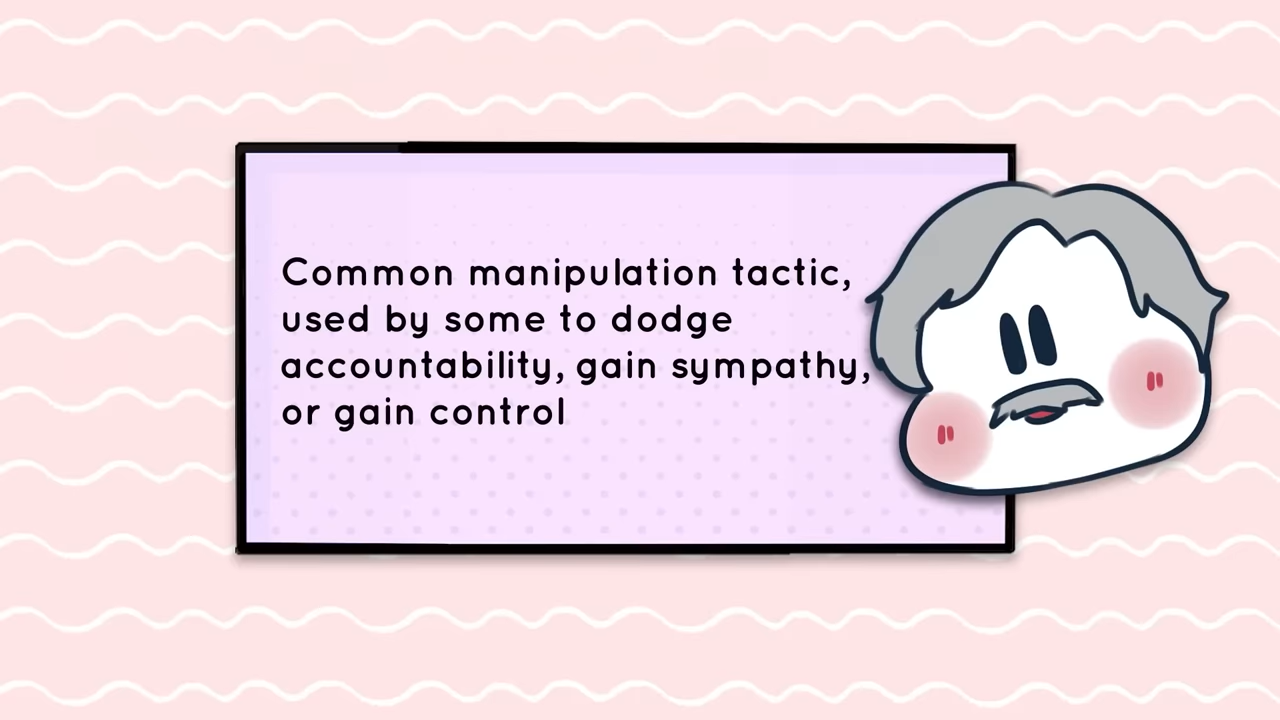 Common manipulation tactic,
used by some to dodge
accountability, gain sympathy,
or gain control